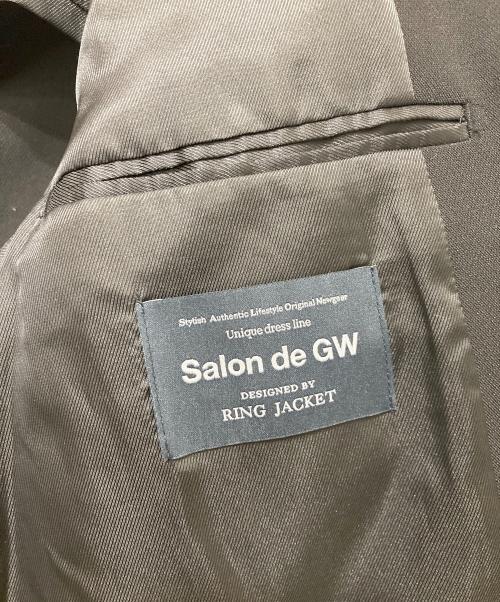 Stylish Authentic Lifestyle Original Newgear
Unique dress line
Salon de GW
DESIGNED BY
RING JACKET